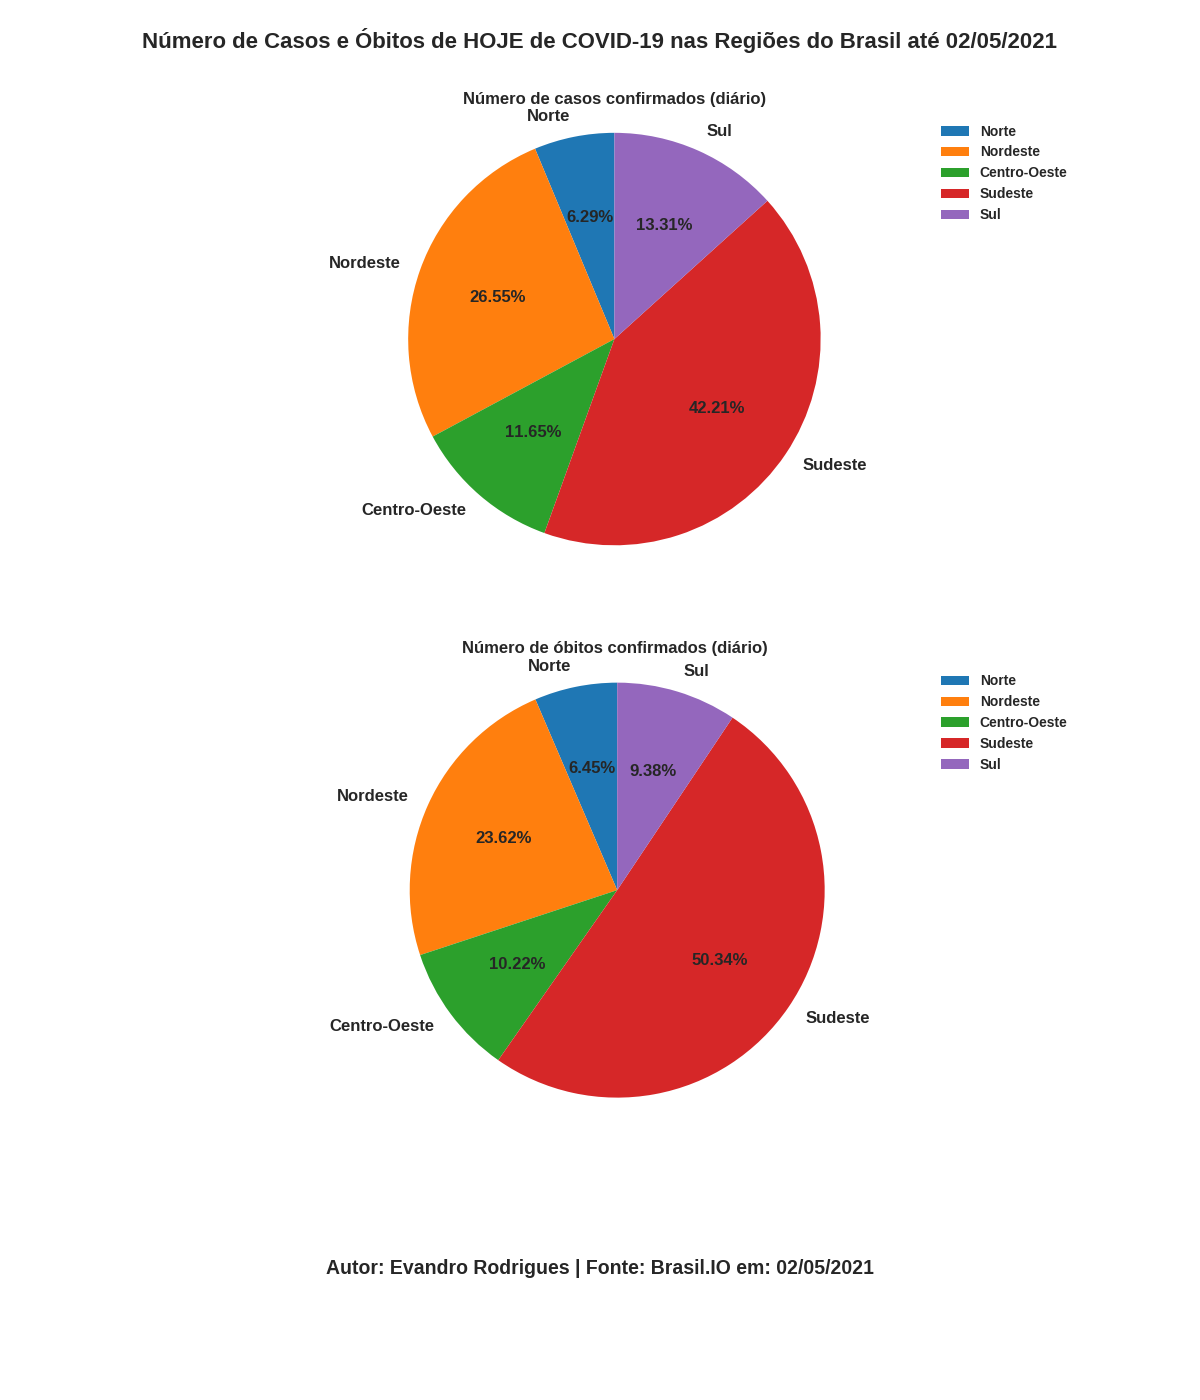 Número de Casos e Óbitos de HOJE de COVID-19 nas Regiões do Brasil até 02/05/2021
Número de casos confirmados (diário)
Norte
Sul
6.29%
13.31%
Nordeste
26.55%
42.21%
11.65%
Sudeste
Centro-Oeste
Norte
Nordeste
Centro-Oeste
Sudeste
Sul
Número de óbitos confirmados (diário)
Norte
Sul
6.45%
9.38%
Nordeste
23.62%
50.34%
10.22%
Sudeste
Centro-Oeste
Norte
Nordeste
Centro-Oeste
Sudeste
Sul
Autor: Evandro Rodrigues | Fonte: Brasil.IO em: 02/05/2021